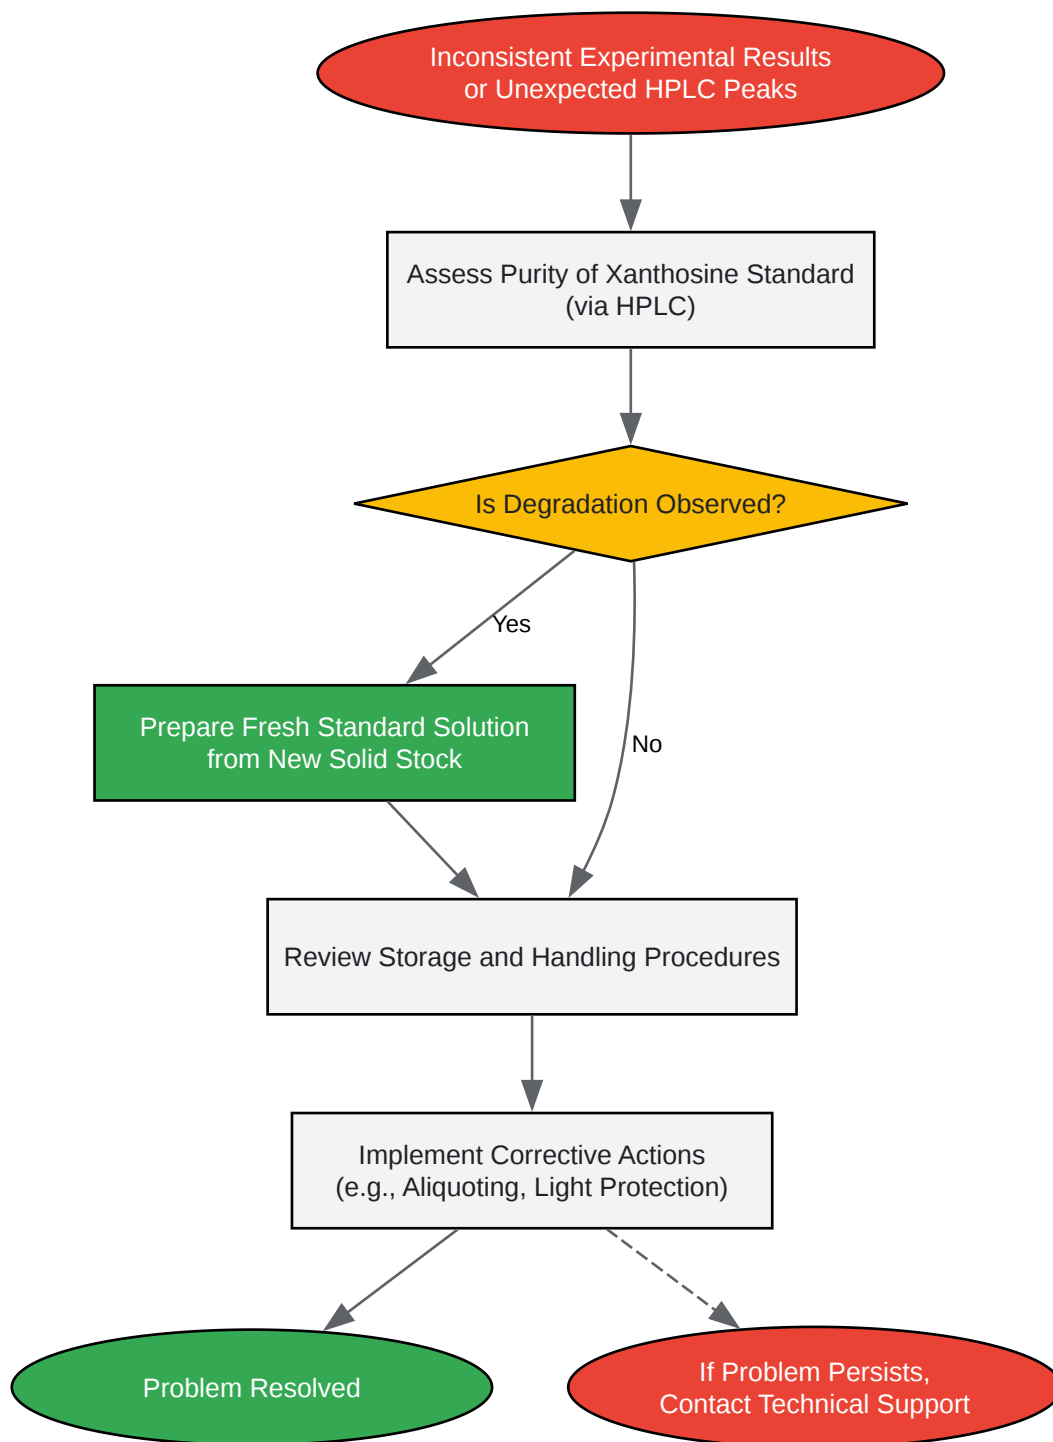 Inconsistent Experimental Results
or Unexpected HPLC Peaks
Assess Purity of Xanthosine Standard
(via HPLC)
Is Degradation Observed?
Yes
Prepare Fresh Standard Solution
from New Solid Stock
No
Review Storage and Handling Procedures
Implement Corrective Actions
(e.g., Aliquoting, Light Protection)
Problem Resolved
If Problem Persists,
Contact Technical Support